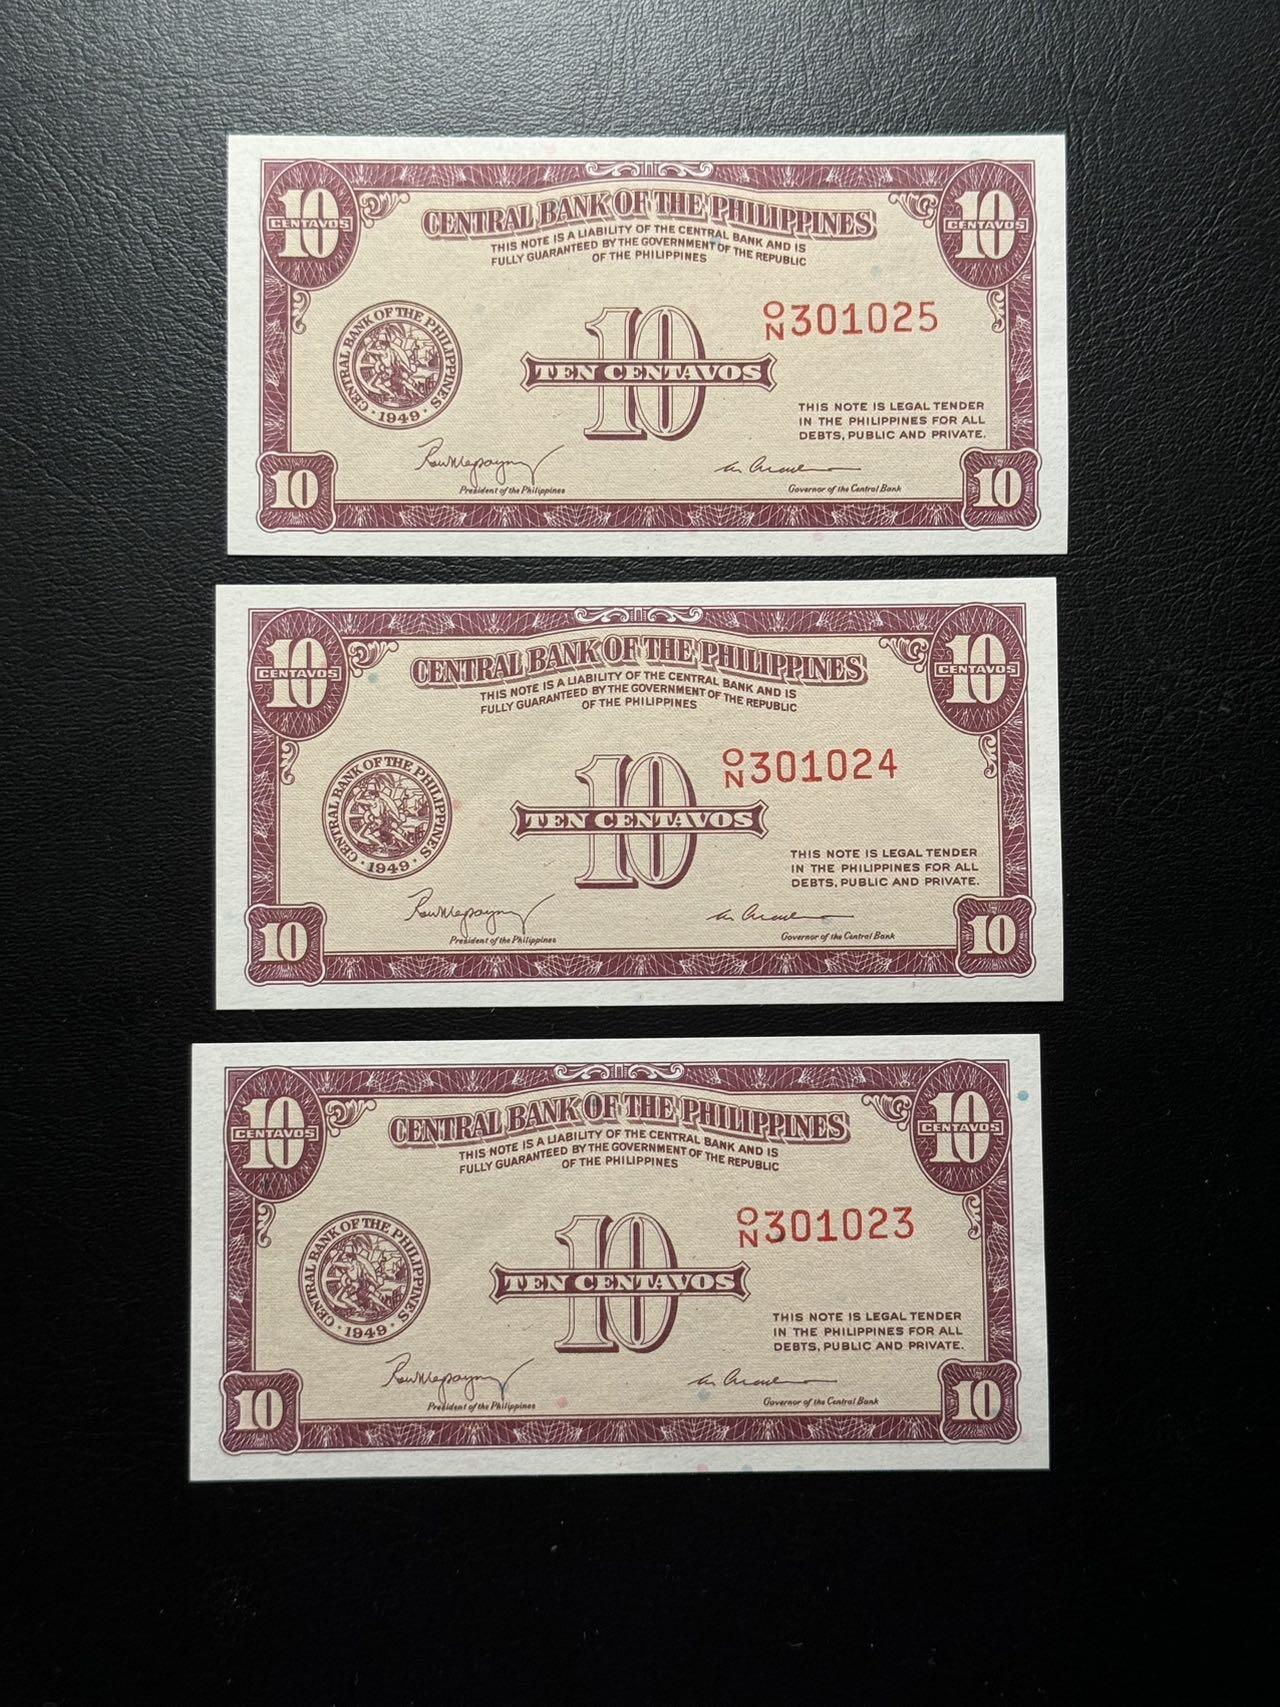 10
CENTAVOS
CENTRAL BANK OF THE PHILIPPINES
10
CENTAVOS
THIS NOTE IS A LIABILITY OF THE CENTRAL BANK AND IS
FULLY GUARANTEED BY THE GOVERNMENT OF THE REPUBLIC
OF THE PHILIPPINES
O/N 301025
CENTRAL BANK OF THE PHILIPPINES
· 1949 ·
10
TEN CENTAVOS
THIS NOTE IS LEGAL TENDER
IN THE PHILIPPINES FOR ALL
DEBTS, PUBLIC AND PRIVATE.
President of the Philippines
Governor of the Central Bank
10
10
10
CENTAVOS
CENTRAL BANK OF THE PHILIPPINES
10
CENTAVOS
THIS NOTE IS A LIABILITY OF THE CENTRAL BANK AND IS
FULLY GUARANTEED BY THE GOVERNMENT OF THE REPUBLIC
OF THE PHILIPPINES
O/N 301024
CENTRAL BANK OF THE PHILIPPINES
· 1949 ·
10
TEN CENTAVOS
THIS NOTE IS LEGAL TENDER
IN THE PHILIPPINES FOR ALL
DEBTS, PUBLIC AND PRIVATE.
President of the Philippines
Governor of the Central Bank
10
10
10
CENTAVOS
CENTRAL BANK OF THE PHILIPPINES
10
CENTAVOS
THIS NOTE IS A LIABILITY OF THE CENTRAL BANK AND IS
FULLY GUARANTEED BY THE GOVERNMENT OF THE REPUBLIC
OF THE PHILIPPINES
O/N 301023
CENTRAL BANK OF THE PHILIPPINES
· 1949 ·
10
TEN CENTAVOS
THIS NOTE IS LEGAL TENDER
IN THE PHILIPPINES FOR ALL
DEBTS, PUBLIC AND PRIVATE.
President of the Philippines
Governor of the Central Bank
10
10